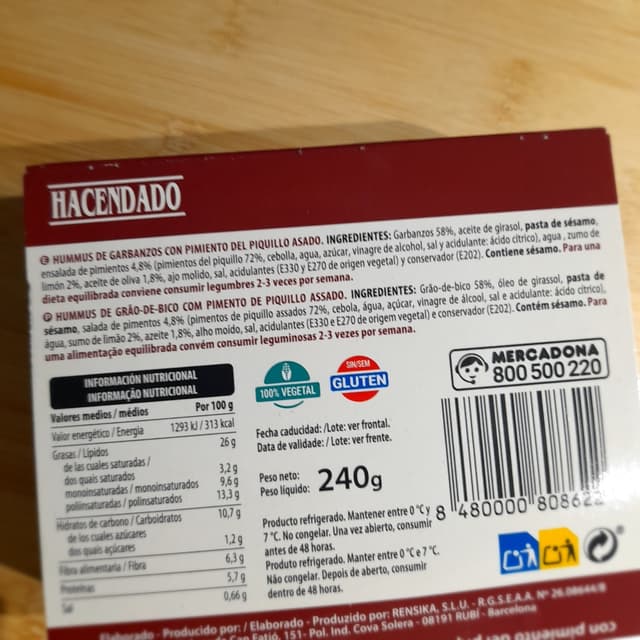 HACENDADO
E HUMMUS DE GARBANZOS CON PIMIENTO DEL PIQUILLO ASADO. INGREDIENTES: Garbanzos 58%, aceite de girasol, pasta de sésamo,
ensalada de pimientos 4,8% (pimientos del piquillo 72%, cebolla, agua, azúcar, vinagre de alcohol, sal y acidulante: ácido cítrico), agua, zumo de
limón 2%, aceite de oliva 1,8%, ajo molido, sal, acidulantes (E330 y E270 de origen vegetal) y conservador (E202). Contiene sésamo. Para una
dieta equilibrada conviene consumir legumbres 2-3 veces por semana.
P HUMMUS DE GRÃO-DE-BICO COM PIMENTO DE PIQUILLO ASSADO. INGREDIENTES: Grão-de-bico 58%, óleo de girassol, pasta de
sésamo, salada de pimentos 4,8% (pimentos de piquillo assados 72%, cebola, água, açúcar, vinagre de álcool, sal e acidulante: ácido cítrico),
água, sumo de limão 2%, azeite 1,8%, alho moido, sal, acidulantes (E330 e E270 de origem vegetal) e conservador (E202). Contém sésamo. Para
uma alimentação equilibrada convém consumir leguminosas 2-3 vezes por semana.
INFORMACIÓN NUTRICIONAL
INFORMAÇÃO NUTRICIONAL
Valores medios / médios Por 100 g
Valor energético / Energia 1293 kJ / 313 kcal
Grasas / Lípidos 26 g
de las cuales saturadas /
dos quais saturados 3,2 g
monoinsaturadas / monoinsaturados 9,6 g
poliinsaturadas / polinsaturados 13,3 g
Hidratos de carbono / Carboidratos 10,7 g
de los cuales azúcares
dos quais açúcares 1,2 g
Fibra alimentaria / Fibra 6,3 g
Proteínas 5,7 g
Sal 0,66 g
100% VEGETAL
SIN/SEM
GLUTEN
Fecha caducidad: /Lote: ver frontal.
Data de validade: / Lote: ver frente.
Peso neto:
Peso líquido: 240g
Producto refrigerado. Mantener entre 0 °C y
7 °C. No congelar. Una vez abierto, consumir
antes de 48 horas.
Produto refrigerado. Manter entre 0 °C e 7 °C.
Não congelar. Depois de aberto, consumir
dentro de 48 horas.
MERCADONA
800 500 220
8 480000 808622
Elaborado - Producido por: / Elaborado - Produzido por: RENSIKA, S.L.U. - R.G.S.E.A.A. Nº 26.08644/B
Fatió, 151- Pol. Ind. Cova Solera - 08191 RUBÍ - Barcelona
con pimiento del